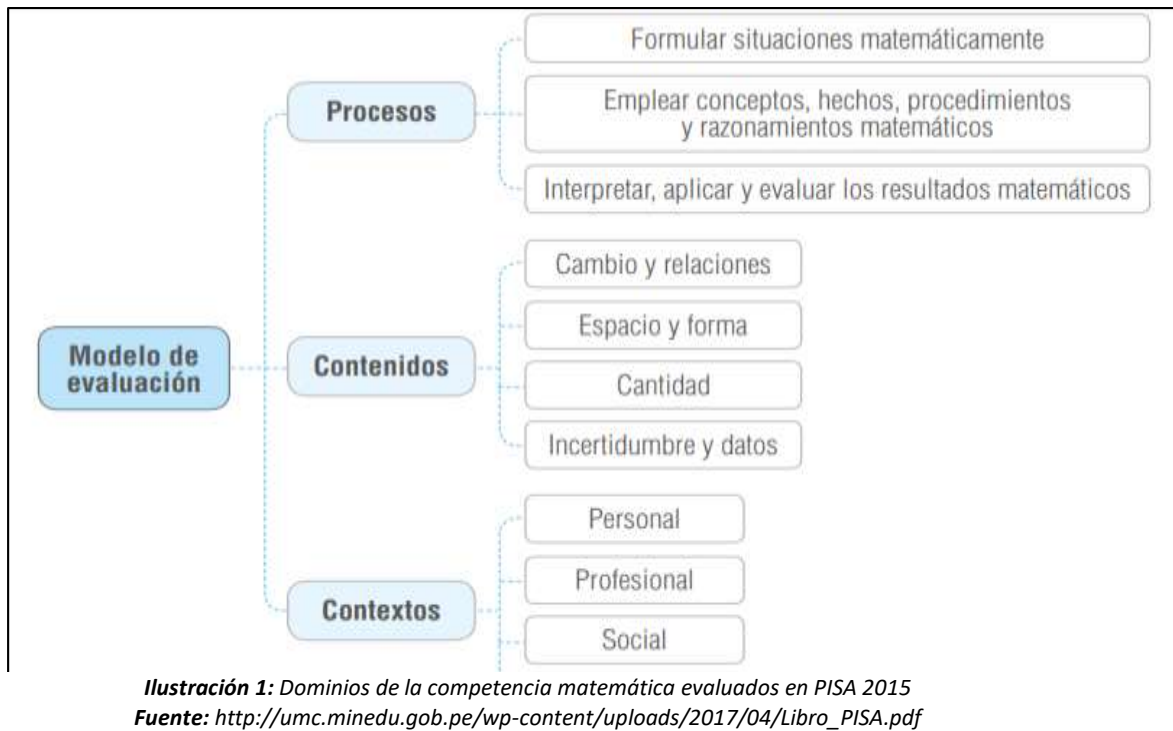 Formular situaciones matemáticamente
Procesos
Emplear conceptos, hechos, procedimientos
y razonamientos matemáticos
Interpretar, aplicar y evaluar los resultados matemáticos
Cambio y relaciones
Espacio y forma
Modelo de
evaluación
Contenidos
Cantidad
Incertidumbre y datos
Personal
Profesional
Contextos
Social
Ilustración 1: Dominios de la competencia matemática evaluados en PISA 2015
Fuente: http://umc.minedu.gob.pe/wp-content/uploads/2017/04/Libro_PISA.pdf